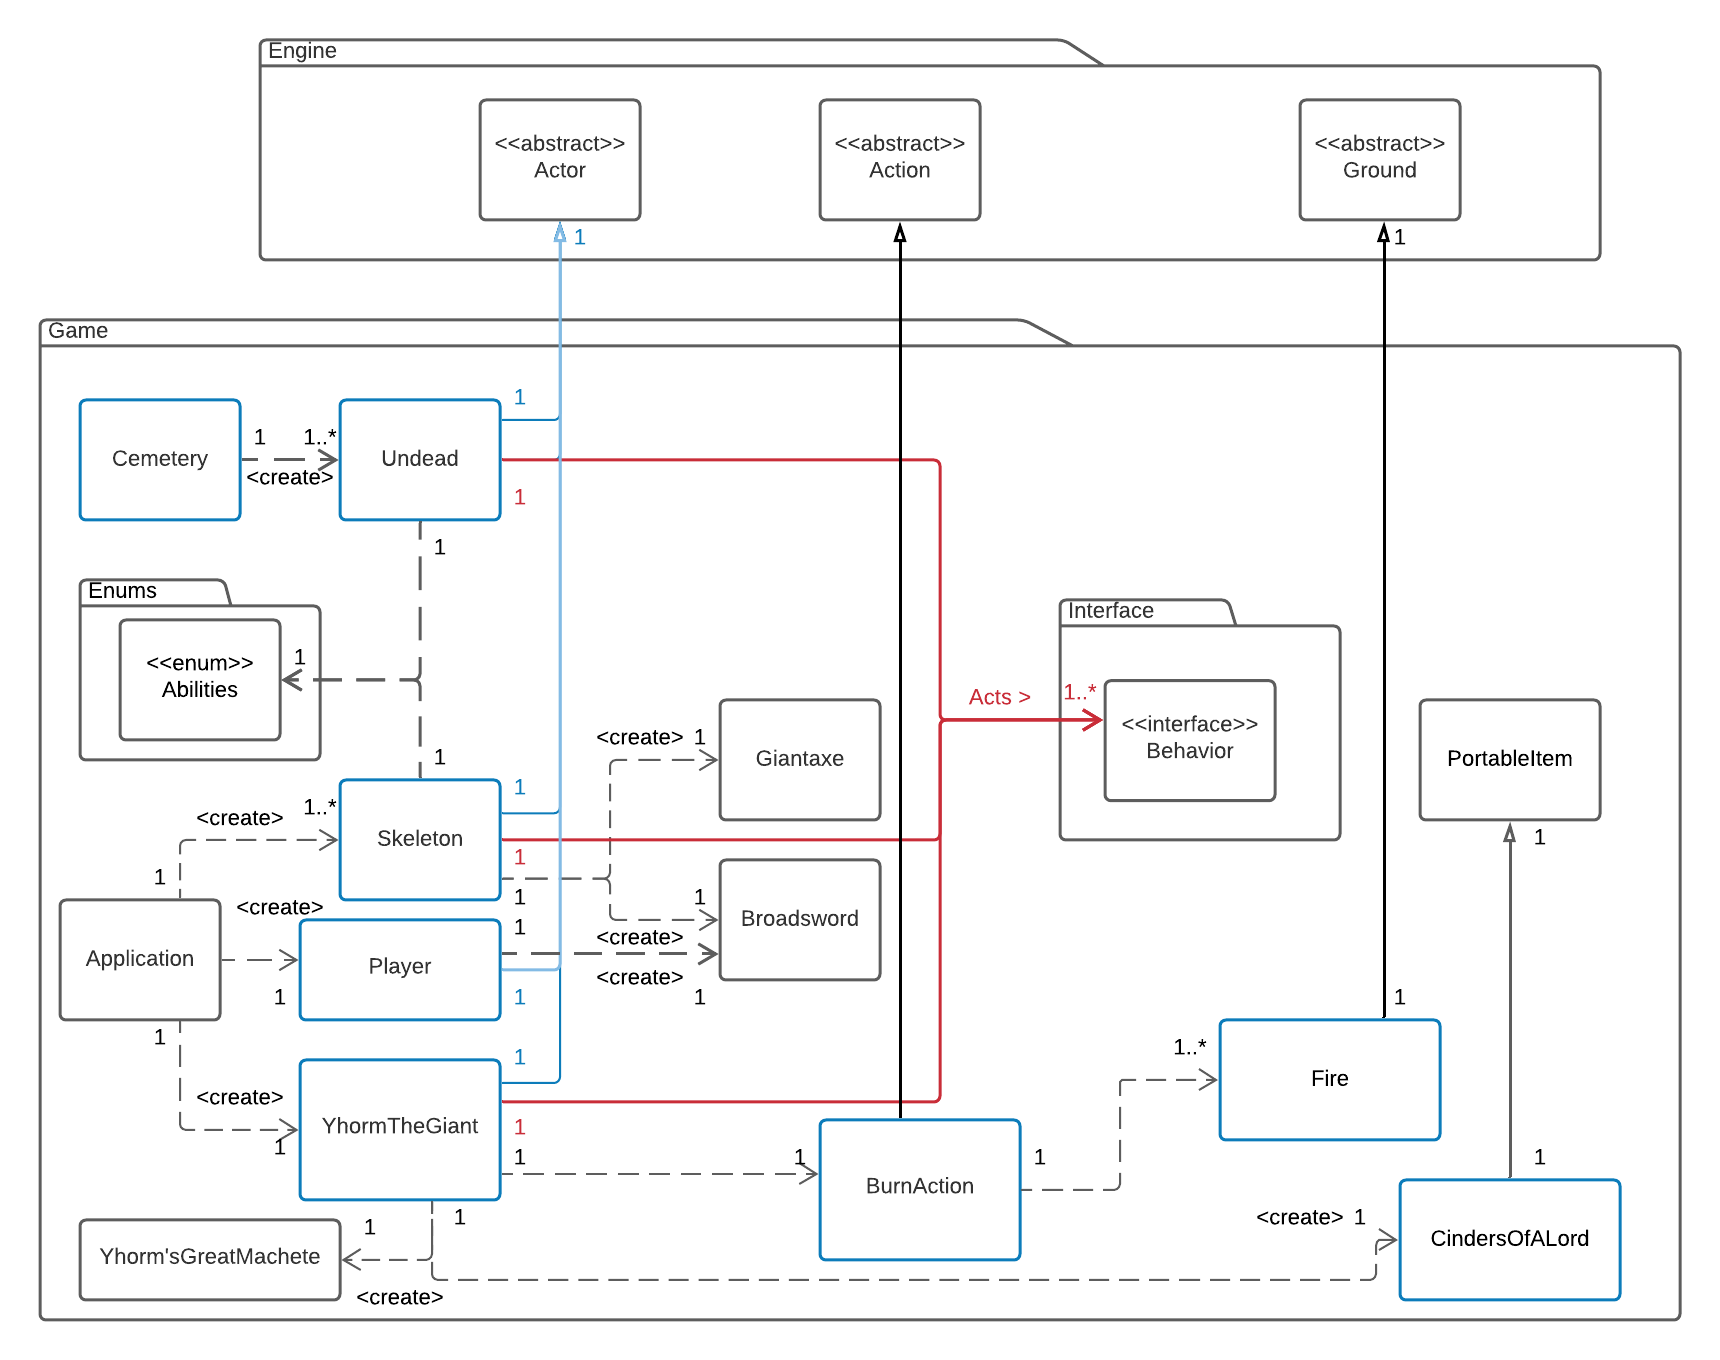 Engine
<<abstract>>
Actor
<<abstract>>
Action
<<abstract>>
Ground
1
1
Game
1
Cemetery
1
1..*
<create>
Undead
1
1
Enums
<<enum>>
Abilities
1
Interface
Acts >
1..*
<<interface>>
Behavior
1
<create>
1
Giantaxe
PortableItem
1
<create>
1..*
Skeleton
1
1
1
1
<create>
1
Broadsword
<create>
Application
<create>
1
Player
1
1
<create>
1
1
1
1
<create>
1
YhormTheGiant
1
1
1
BurnAction
1
1..*
Fire
1
1
Yhorm'sGreatMachete
1
1
<create>
<create>
1
CindersOfALord